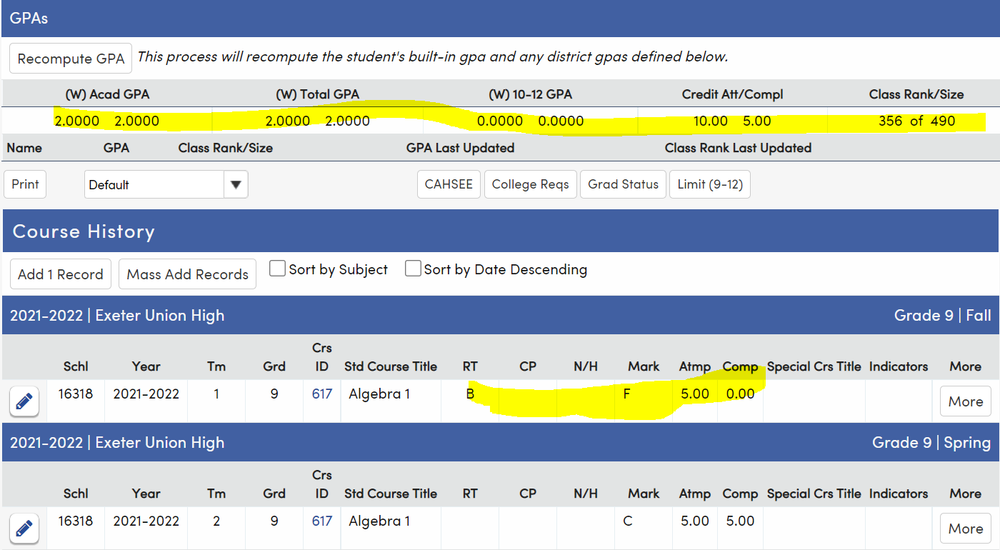 GPAs
Recompute GPA This process will recompute the student's built-in gpa and any district gpas defined below.
(W) Acad GPA (W) Total GPA (W) 10-12 GPA Credit Att/Compl Class Rank/Size
2.0000 2.0000 2.0000 2.0000 0.0000 0.0000 10.00 5.00 356 of 490
Name GPA Class Rank/Size GPA Last Updated Class Rank Last Updated
Print Default CAHSEE College Reqs Grad Status Limit (9-12)
Course History
Add 1 Record Mass Add Records Sort by Subject Sort by Date Descending
2021-2022 | Exeter Union High Grade 9 | Fall
Schl Year Tm Grd Crs ID Std Course Title RT CP N/H Mark Atmp Comp Special Crs Title Indicators More
16318 2021-2022 1 9 617 Algebra 1 B F 5.00 0.00 More
2021-2022 | Exeter Union High Grade 9 | Spring
Schl Year Tm Grd Crs ID Std Course Title RT CP N/H Mark Atmp Comp Special Crs Title Indicators More
16318 2021-2022 2 9 617 Algebra 1 C 5.00 5.00 More